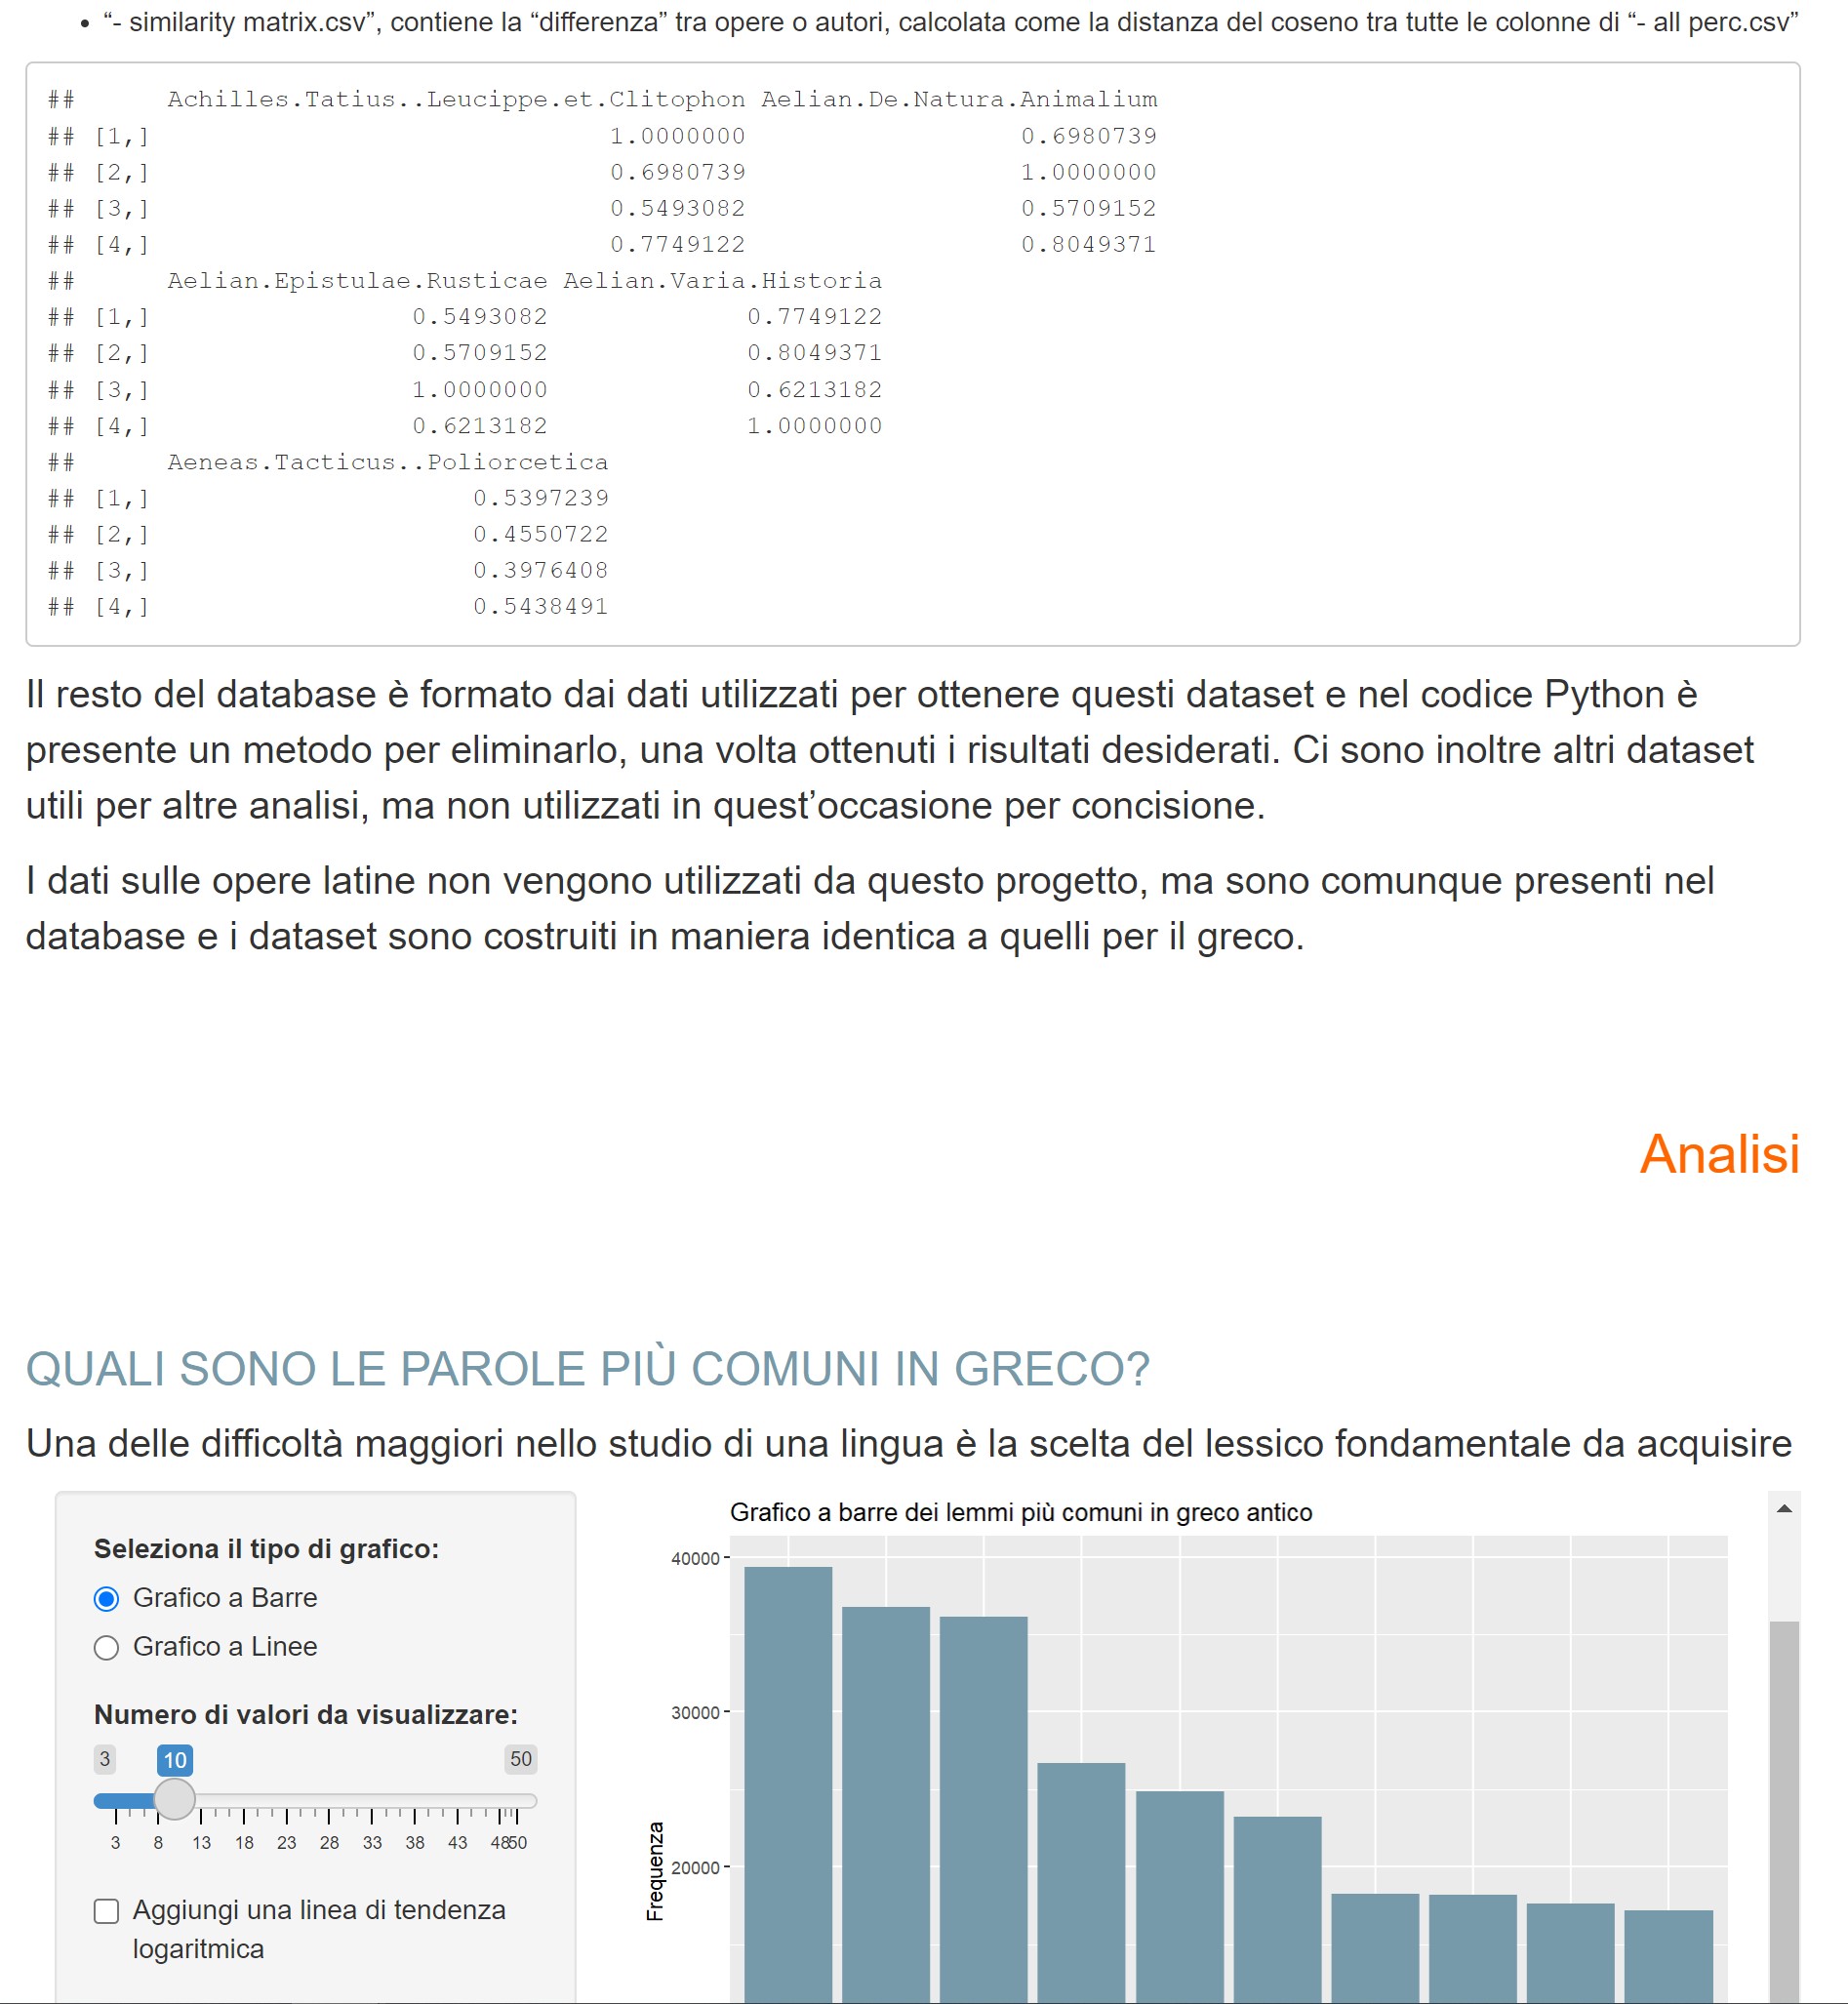 • “- similarity matrix.csv”, contiene la “differenza” tra opere o autori, calcolata come la distanza del coseno tra tutte le colonne di “- all perc.csv”
##      Achilles.Tatius..Leucippe.et.Clitophon Aelian.De.Natura.Animalium
## [1,]                              1.0000000                  0.6980739
## [2,]                              0.6980739                  1.0000000
## [3,]                              0.5493082                  0.5709152
## [4,]                              0.7749122                  0.8049371
##      Aelian.Epistulae.Rusticae Aelian.Varia.Historia
## [1,]                 0.5493082             0.7749122
## [2,]                 0.5709152             0.8049371
## [3,]                 1.0000000             0.6213182
## [4,]                 0.6213182             1.0000000
##      Aeneas.Tacticus..Poliorcetica
## [1,]                     0.5397239
## [2,]                     0.4550722
## [3,]                     0.3976408
## [4,]                     0.5438491
Il resto del database è formato dai dati utilizzati per ottenere questi dataset e nel codice Python è
presente un metodo per eliminarlo, una volta ottenuti i risultati desiderati. Ci sono inoltre altri dataset
utili per altre analisi, ma non utilizzati in quest’occasione per concisione.
I dati sulle opere latine non vengono utilizzati da questo progetto, ma sono comunque presenti nel
database e i dataset sono costruiti in maniera identica a quelli per il greco.
Analisi
QUALI SONO LE PAROLE PIÙ COMUNI IN GRECO?
Una delle difficoltà maggiori nello studio di una lingua è la scelta del lessico fondamentale da acquisire
Seleziona il tipo di grafico:
Grafico a Barre
Grafico a Linee
Numero di valori da visualizzare:
3 10 50
3 8 13 18 23 28 33 38 43 48 50
Aggiungi una linea di tendenza
logaritmica
Grafico a barre dei lemmi più comuni in greco antico
40000
30000
20000
Frequenza